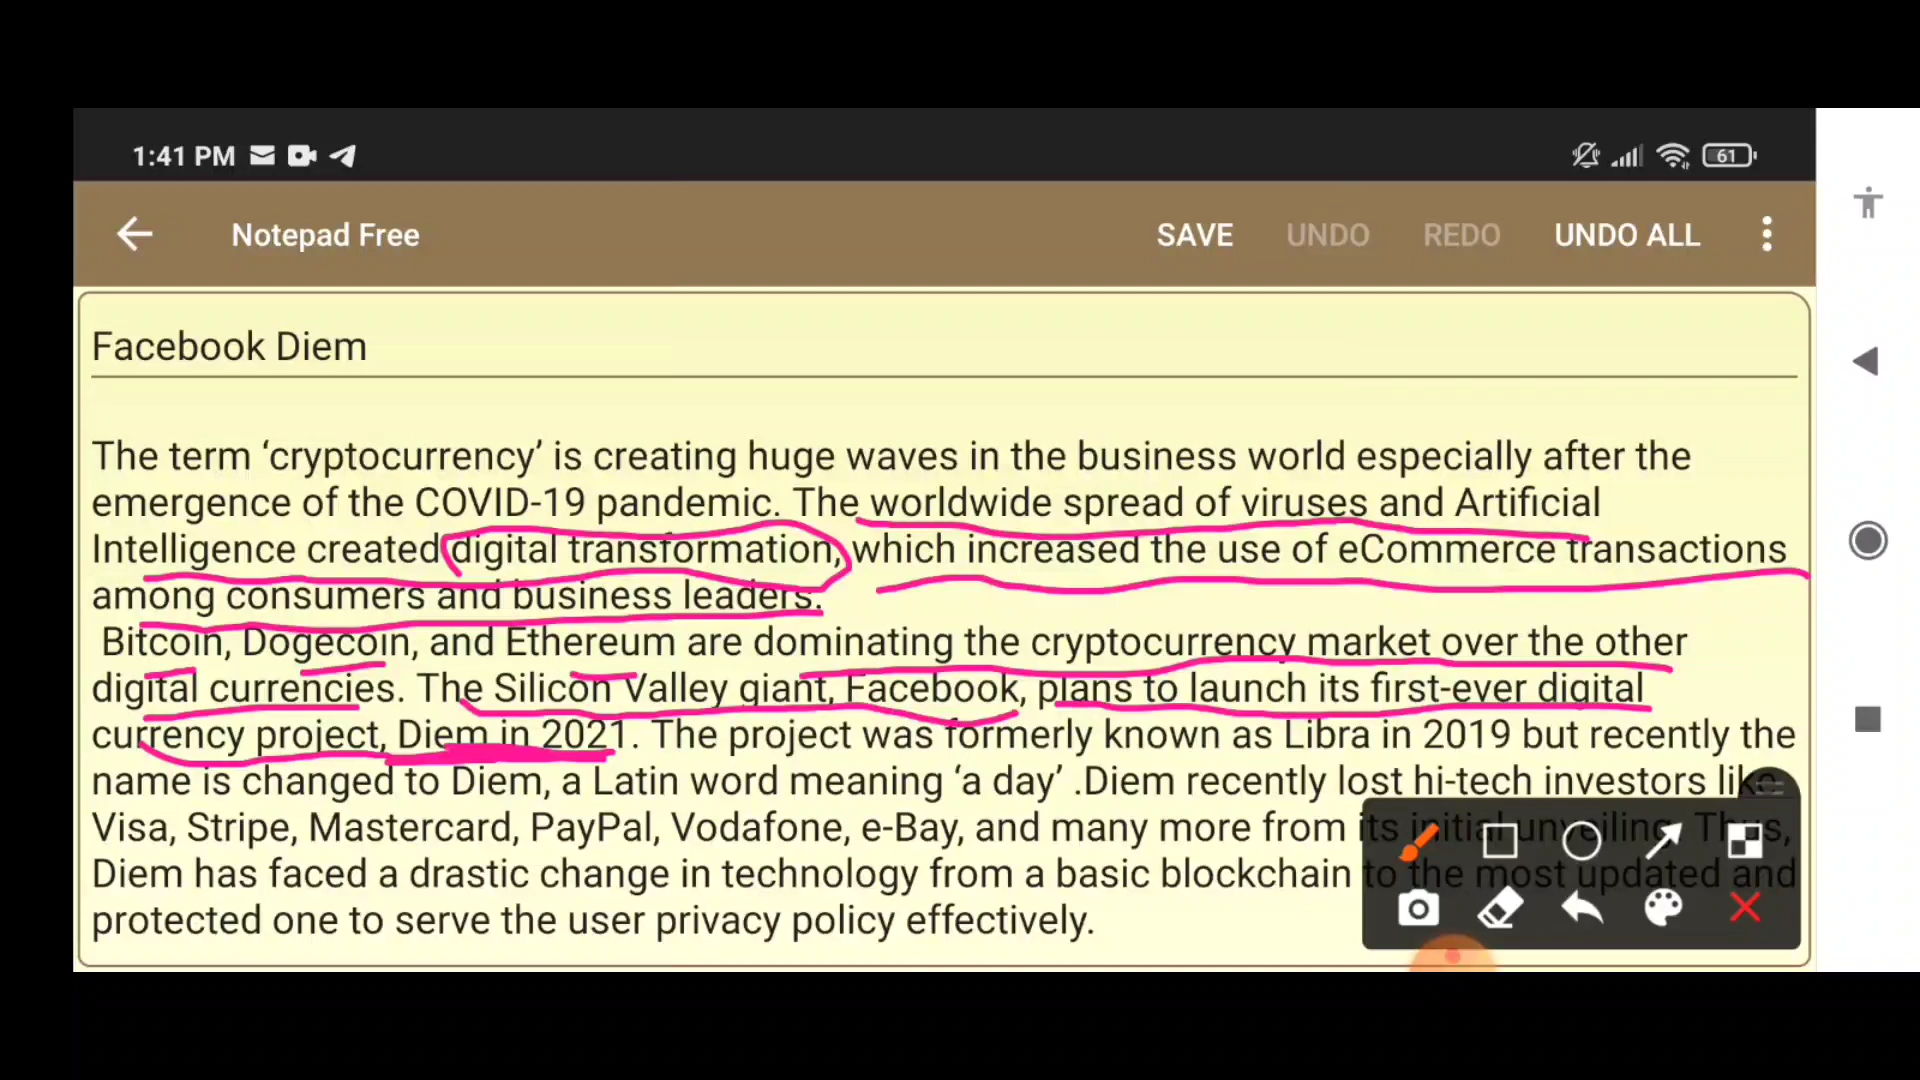 1:41 PM
61
Notepad Free
SAVE UNDO REDO UNDO ALL
Facebook Diem
The term ‘cryptocurrency’ is creating huge waves in the business world especially after the
emergence of the COVID-19 pandemic. The worldwide spread of viruses and Artificial
Intelligence created digital transformation, which increased the use of eCommerce transactions
among consumers and business leaders.
Bitcoin, Dogecoin, and Ethereum are dominating the cryptocurrency market over the other
digital currencies. The Silicon Valley giant, Facebook, plans to launch its first-ever digital
currency project, Diem in 2021. The project was formerly known as Libra in 2019 but recently the
name is changed to Diem, a Latin word meaning ‘a day’ .Diem recently lost hi-tech investors like
Visa, Stripe, Mastercard, PayPal, Vodafone, e-Bay, and many more from its initial unveiling. Thus,
Diem has faced a drastic change in technology from a basic blockchain to the most updated and
protected one to serve the user privacy policy effectively.